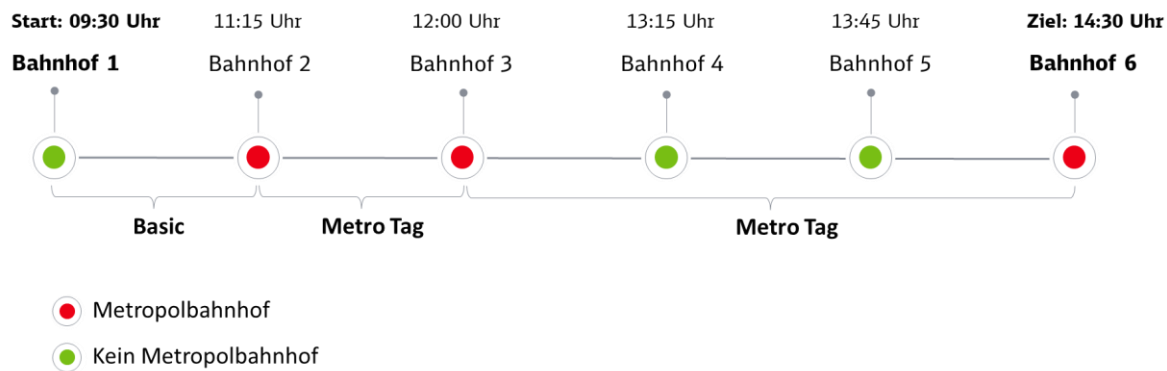 Start: 09:30 Uhr 11:15 Uhr 12:00 Uhr 13:15 Uhr 13:45 Uhr Ziel: 14:30 Uhr
Bahnhof 1 Bahnhof 2 Bahnhof 3 Bahnhof 4 Bahnhof 5 Bahnhof 6
Basic Metro Tag Metro Tag
Metropolbahnhof
Kein Metropolbahnhof